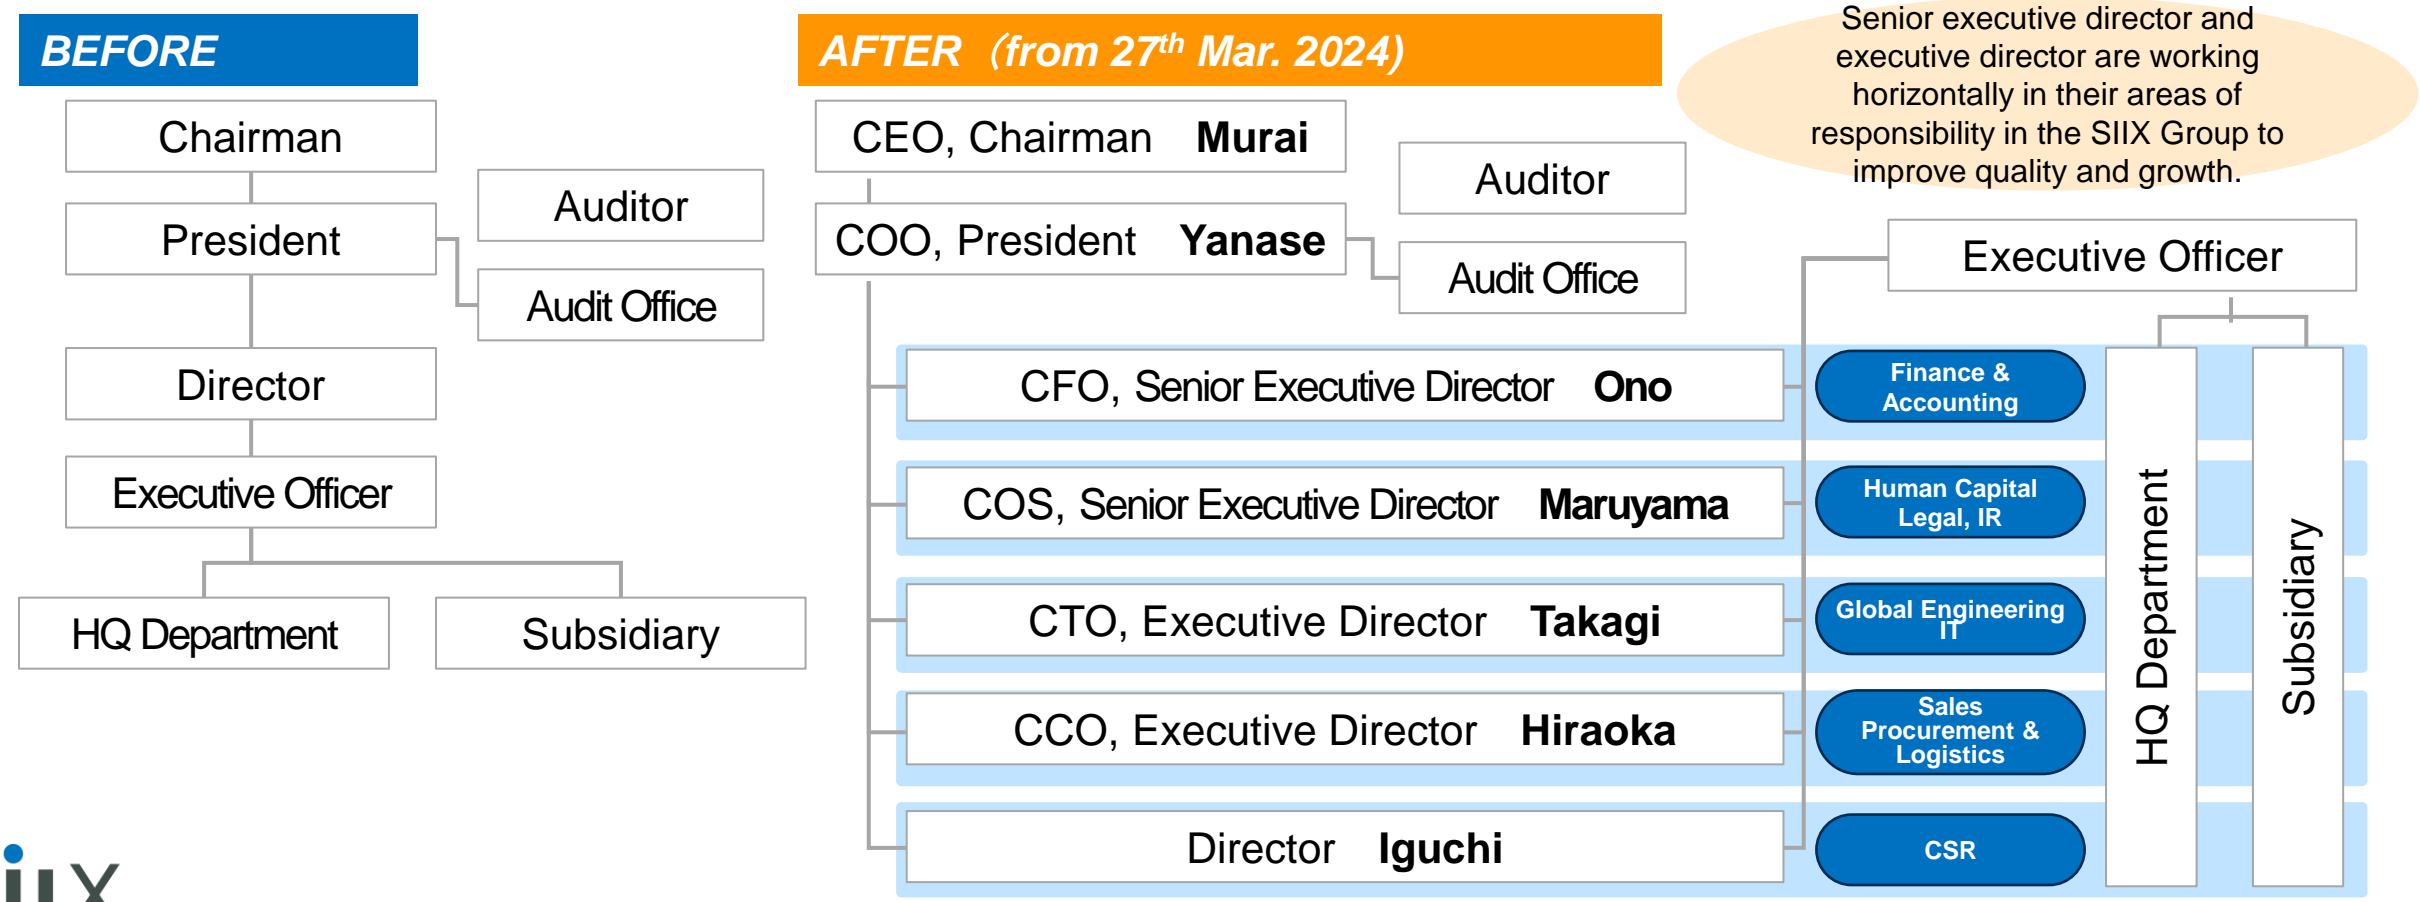 BEFORE
Chairman
President
Auditor
Audit Office
Director
Executive Officer
HQ Department
Subsidiary
AFTER (from 27th Mar. 2024)
CEO, Chairman Murai
COO, President Yanase
Auditor
Audit Office
Senior executive director and
executive director are working
horizontally in their areas of
responsibility in the SIIX Group to
improve quality and growth.
Executive Officer
CFO, Senior Executive Director Ono
Finance &
Accounting
COS, Senior Executive Director Maruyama
Human Capital
Legal, IR
CTO, Executive Director Takagi
Global Engineering
IT
CCO, Executive Director Hiraoka
Sales
Procurement &
Logistics
Director Iguchi
CSR
HQ Department
Subsidiary